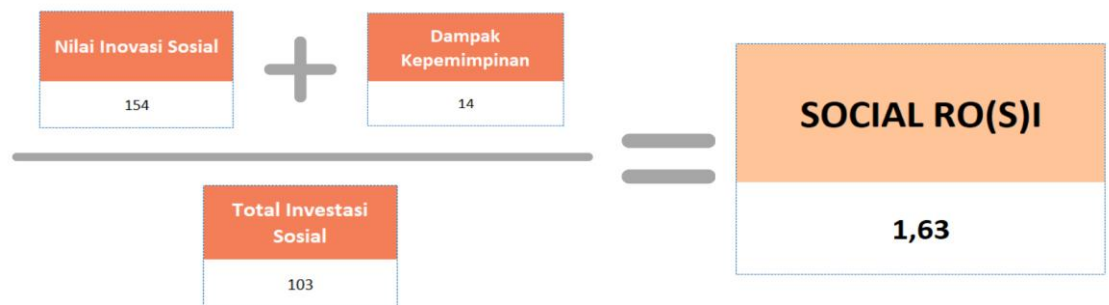 Nilai Inovasi Sosial
154
Dampak
Kepemimpinan
14
Total Investasi
Sosial
103
SOCIAL RO(S)I
1,63